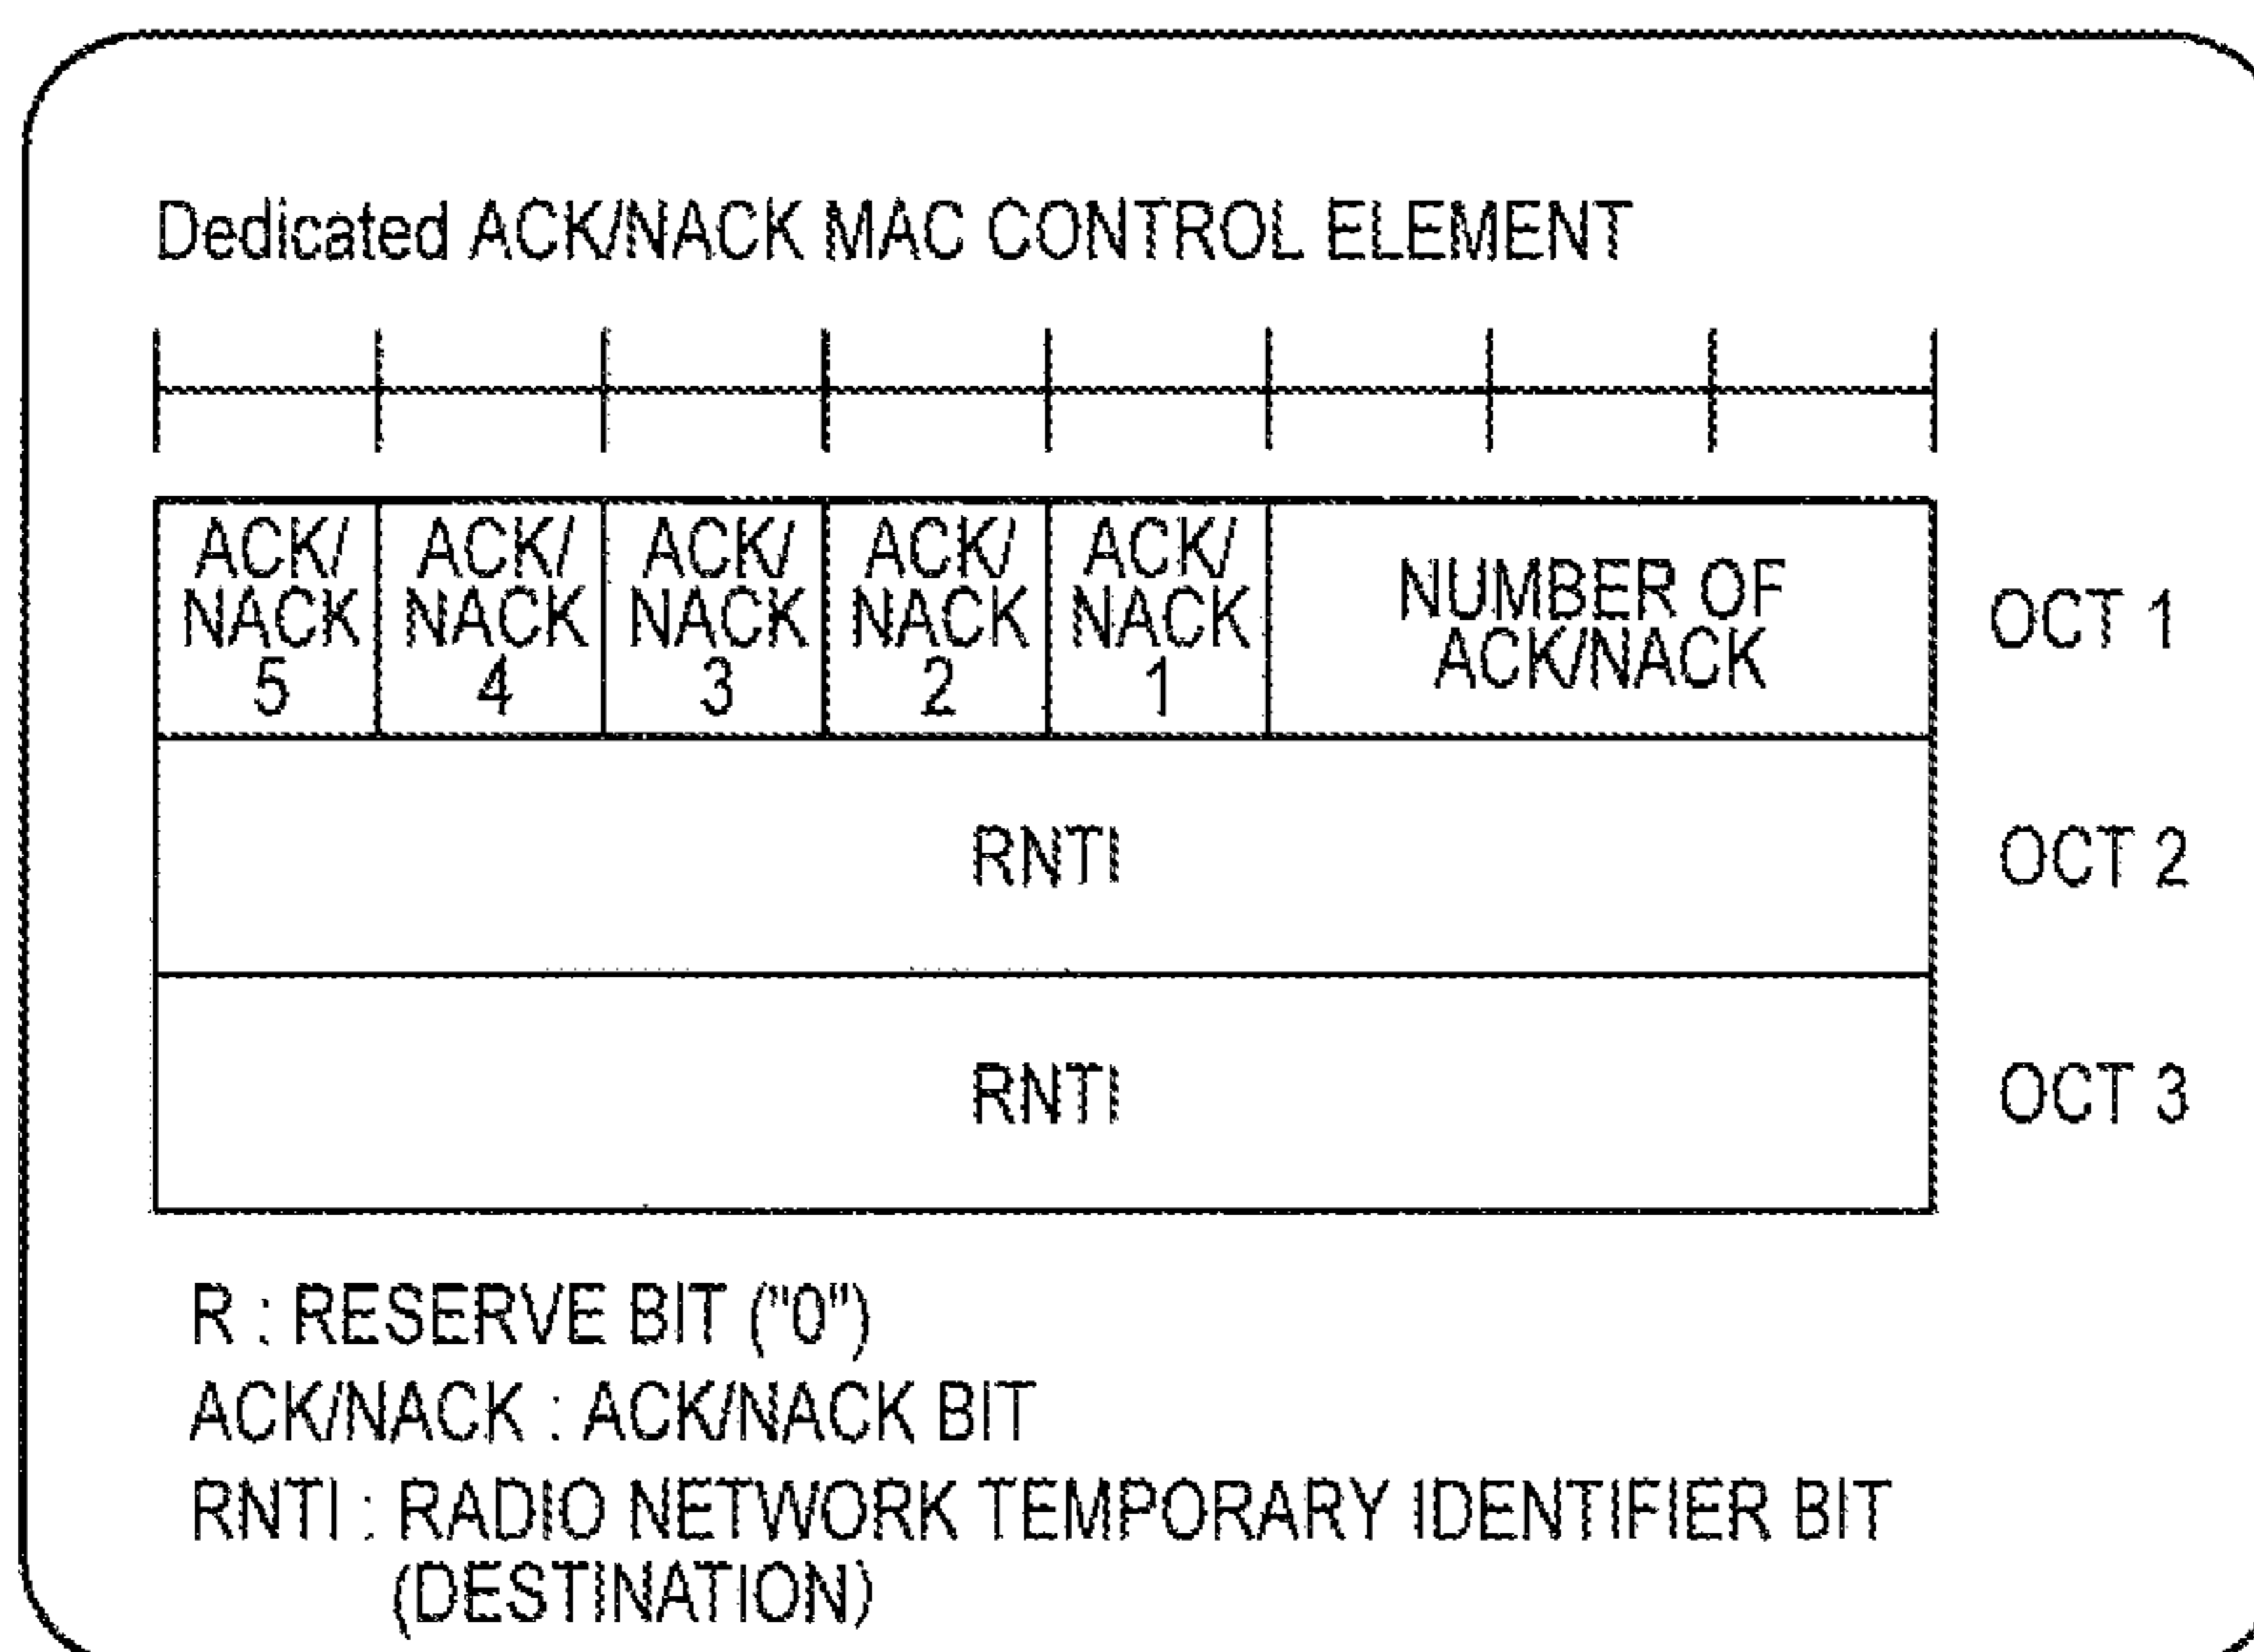 Dedicated ACK/NACK MAC CONTROL ELEMENT
ACK/ ACK/ ACK/ ACK/ ACK/ NUMBER OF
NACK NACK NACK NACK NACK ACK/NACK OCT 1
5 4 3 2 1
RNTI OCT 2
RNTI OCT 3
R : RESERVE BIT ("0")
ACK/NACK : ACK/NACK BIT
RNTI : RADIO NETWORK TEMPORARY IDENTIFIER BIT
(DESTINATION)